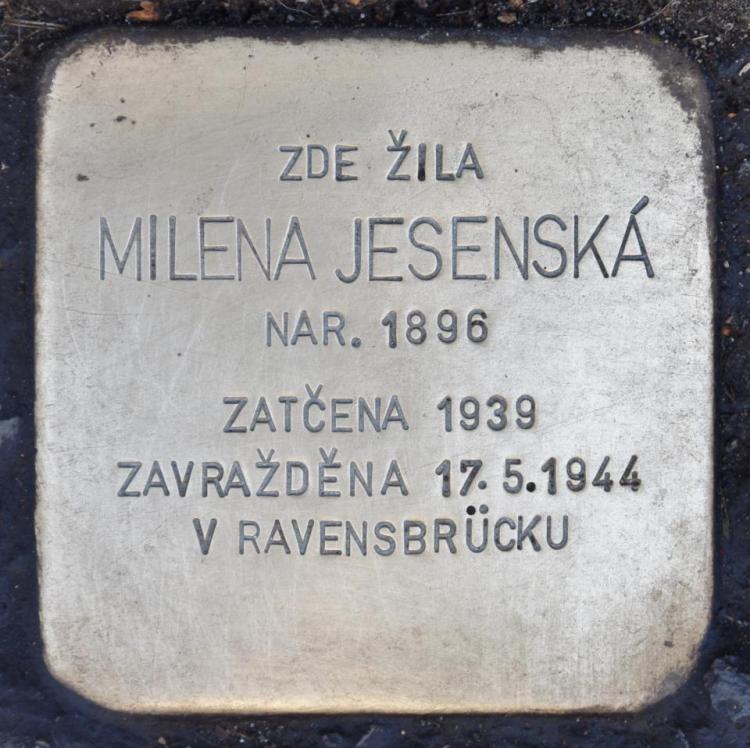 ZDE ŽILA
MILENA JESENSKÁ
NAR. 1896
ZATČENA 1939
ZAVRAŽDĚNA 17.5.1944
V RAVENSBRÜCKU